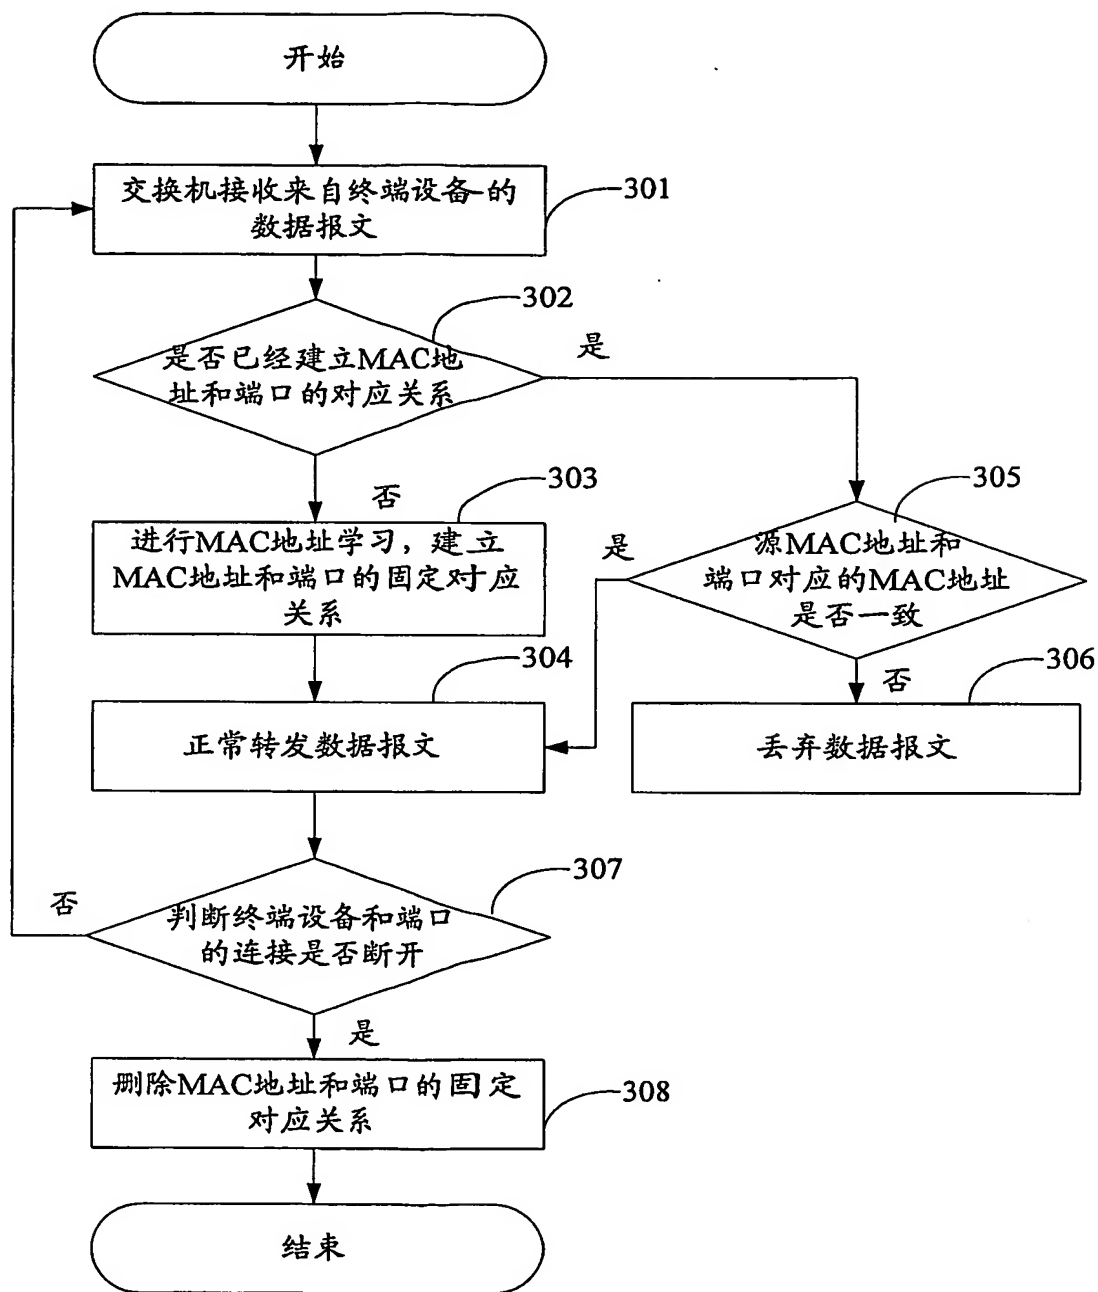 开始
交换机接收来自终端设备的
数据报文
301
302
是否已经建立MAC地
址和端口的对应关系
是
否
303
进行MAC地址学习，建立
MAC地址和端口的固定对应
关系
305
源MAC地址和
端口对应的MAC地址
是否一致
是
否
304
正常转发数据报文
306
丢弃数据报文
307
判断终端设备和端口
的连接是否断开
否
是
删除MAC地址和端口的固定
对应关系
308
结束